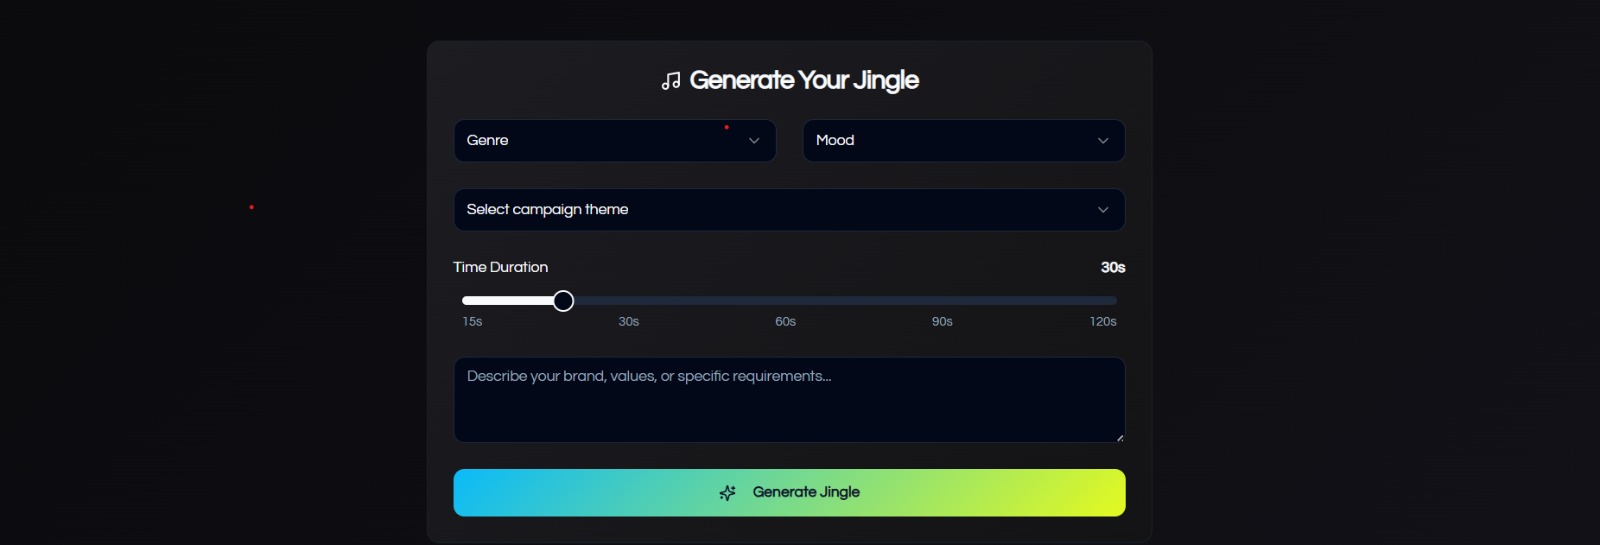 Generate Your Jingle
Genre
Mood
Select campaign theme
Time Duration
30s
15s 30s 60s 90s 120s
Describe your brand, values, or specific requirements...
Generate Jingle